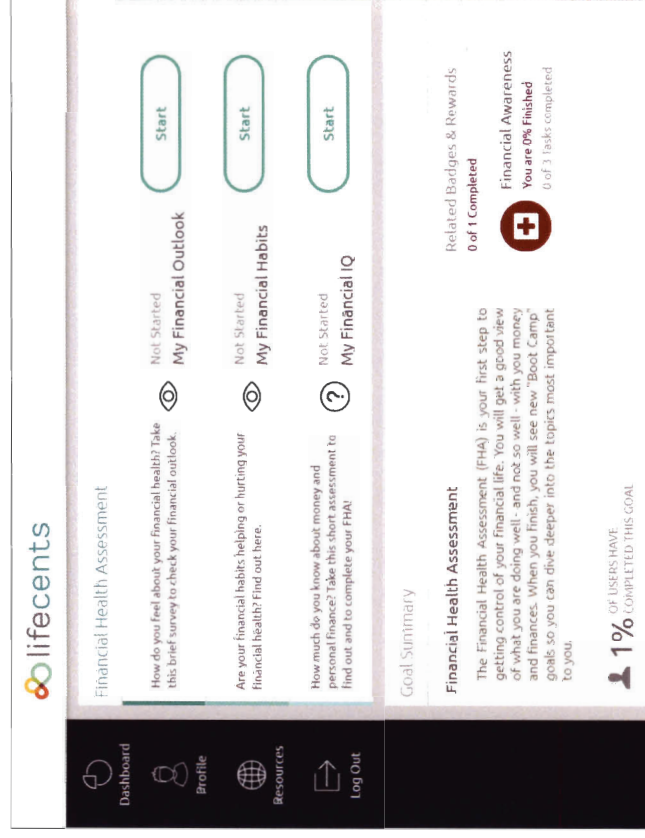 lifecents
Dashboard
Profile
Resources
Log Out
Financial Health Assessment
How do you feel about your financial health? Take
this brief survey to check your financial outlook.
Not Started
My Financial Outlook
Start
Are your financial habits helping or hurting your
financial health? Find out here.
Not Started
My Financial Habits
Start
How much do you know about money and
personal finance? Take this short assessment to
find out and to complete your FHA!
Not Started
My Financial IQ
Start
Goal Summary
Financial Health Assessment
The Financial Health Assessment (FHA) is your first step to
getting control of your financial life. You will get a good view
of what you are doing well - and not so well - with you money
and finances. When you finish, you will see new "Boot Camp"
goals so you can dive deeper into the topics most important
to you.
1% OF USERS HAVE
COMPLETED THIS GOAL
Related Badges & Rewards
0 of 1 Completed
Financial Awareness
You are 0% Finished
0 of 3 Tasks completed